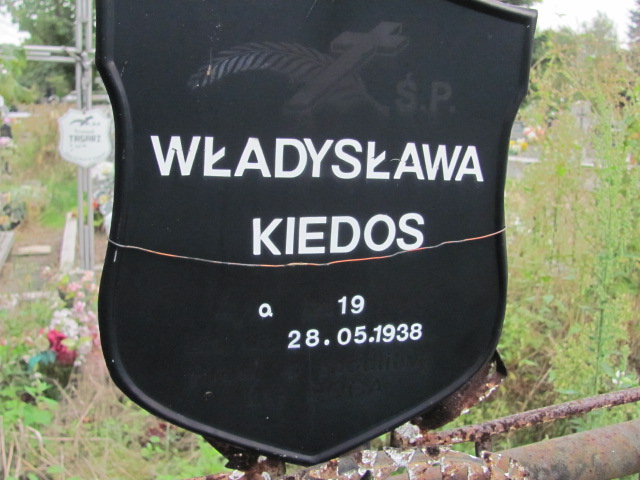 Ś.P.
WŁADYSŁAWA
KIEDOS
a 19
28.05.1938